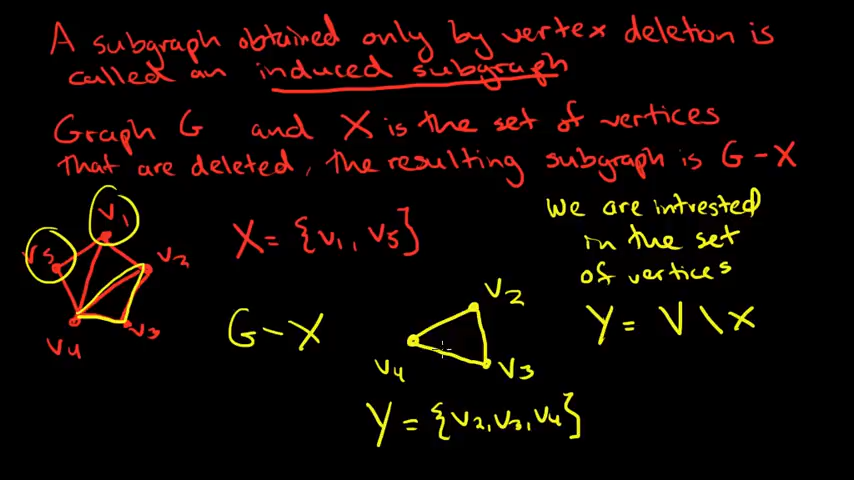 A subgraph obtained only by vertex deletion is
called an induced subgraph
Graph G and X is the set of vertices
that are deleted, the resulting subgraph is G - X
v1
v5
v2
v3
v4
X = {v1, v5}
We are intrested
in the set
of vertices
Y = V \ X
G - X
v2
v4
v3
Y = {v2, v3, v4}